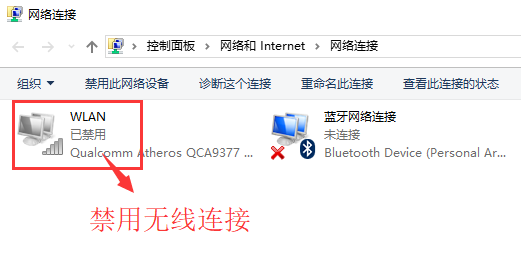 网络连接
控制面板 > 网络和 Internet > 网络连接
组织 禁用此网络设备 诊断这个连接 重命名此连接 查看此连接的状态
WLAN
已禁用
Qualcomm Atheros QCA9377 ...
蓝牙网络连接
未连接
Bluetooth Device (Personal Ar...
禁用无线连接